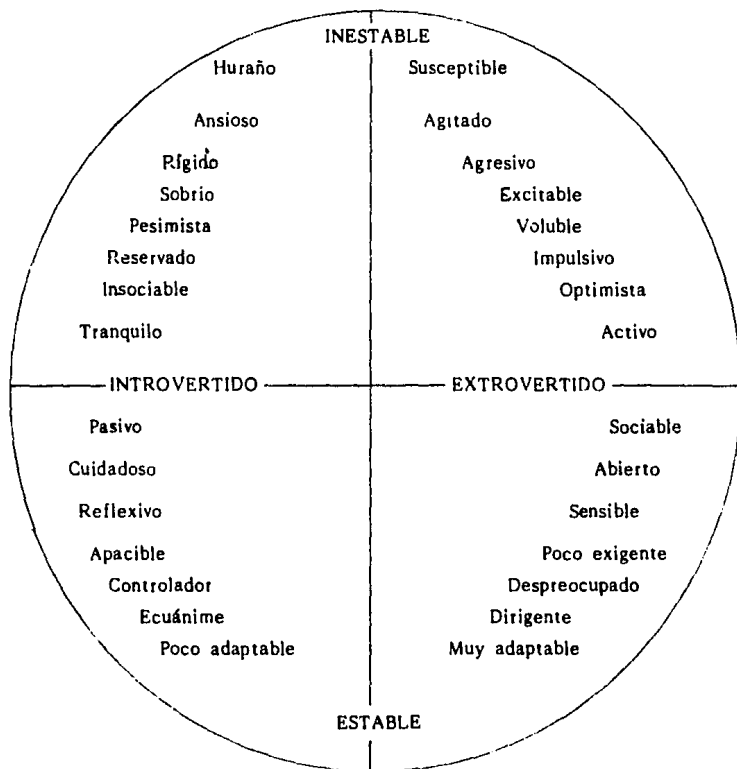 INESTABLE
Huraño Susceptible
Ansioso Agitado
Rígido Agresivo
Sobrio Excitable
Pesimista Voluble
Reservado Impulsivo
Insociable Optimista
Tranquilo Activo
INTROVERTIDO EXTROVERTIDO
Pasivo Sociable
Cuidadoso Abierto
Reflexivo Sensible
Apacible Poco exigente
Controlador Despreocupado
Ecuánime Dirigente
Poco adaptable Muy adaptable
ESTABLE